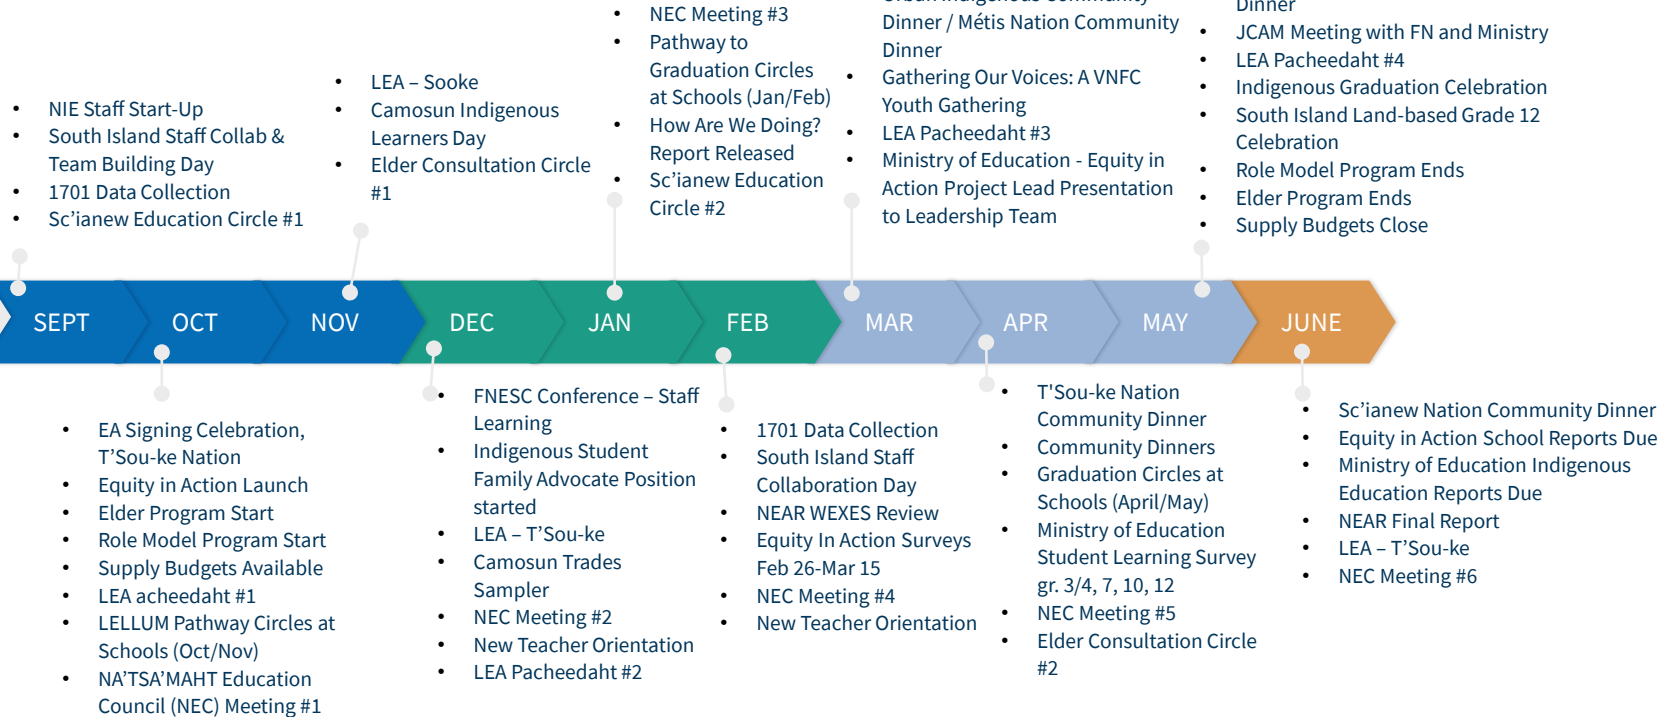 • NIE Staff Start-Up
• South Island Staff Collab &
Team Building Day
• 1701 Data Collection
• Sc’ianew Education Circle #1
• LEA – Sooke
• Camosun Indigenous
Learners Day
• Elder Consultation Circle
#1
• NEC Meeting #3
• Pathway to
Graduation Circles
at Schools (Jan/Feb)
• How Are We Doing?
Report Released
• Sc’ianew Education
Circle #2
Urban Indigenous Community
Dinner / Métis Nation Community
Dinner
• Gathering Our Voices: A VNFC
Youth Gathering
• LEA Pacheedaht #3
• Ministry of Education - Equity in
Action Project Lead Presentation
to Leadership Team
Dinner
• JCAM Meeting with FN and Ministry
• LEA Pacheedaht #4
• Indigenous Graduation Celebration
• South Island Land-based Grade 12
Celebration
• Role Model Program Ends
• Elder Program Ends
• Supply Budgets Close
SEPT
OCT
NOV
DEC
JAN
FEB
MAR
APR
MAY
JUNE
• EA Signing Celebration,
T’Sou-ke Nation
• Equity in Action Launch
• Elder Program Start
• Role Model Program Start
• Supply Budgets Available
• LEA acheedaht #1
• LELLUM Pathway Circles at
Schools (Oct/Nov)
• NA’TSA’MAHT Education
Council (NEC) Meeting #1
• FNESC Conference – Staff
Learning
• Indigenous Student
Family Advocate Position
started
• LEA – T’Sou-ke
• Camosun Trades
Sampler
• NEC Meeting #2
• New Teacher Orientation
• LEA Pacheedaht #2
• 1701 Data Collection
• South Island Staff
Collaboration Day
• NEAR WEXES Review
• Equity In Action Surveys
Feb 26-Mar 15
• NEC Meeting #4
• New Teacher Orientation
• T'Sou-ke Nation
Community Dinner
• Community Dinners
• Graduation Circles at
Schools (April/May)
• Ministry of Education
Student Learning Survey
gr. 3/4, 7, 10, 12
• NEC Meeting #5
• Elder Consultation Circle
#2
• Sc’ianew Nation Community Dinner
• Equity in Action School Reports Due
• Ministry of Education Indigenous
Education Reports Due
• NEAR Final Report
• LEA – T’Sou-ke
• NEC Meeting #6